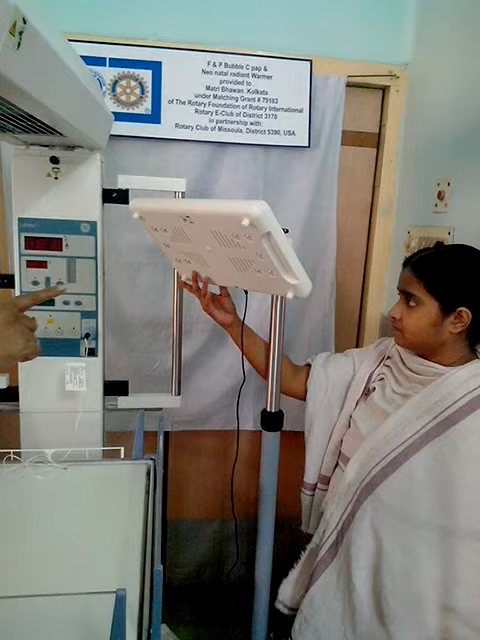 F & P Bubble C pap &
Neo natal radiant Warmer
provided to .
Matri Bhawan ,Kolkata
under Matching Grant # 79183
of The Rotary Foundation of Rotary International
Rotary E-Club of District 3170
in partnership with:
Rotary Club of Missoula, District 5390, USA